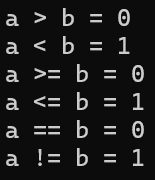 a > b = 0
a < b = 1
a >= b = 0
a <= b = 1
a == b = 0
a != b = 1